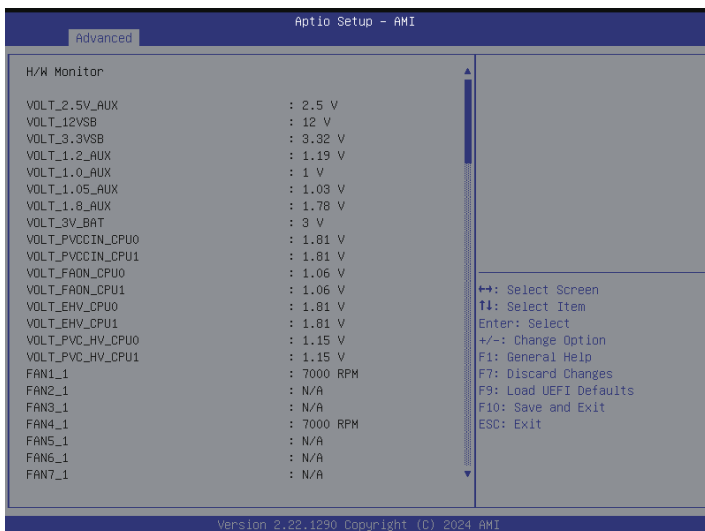 Aptio Setup – AMI
Advanced
H/W Monitor
VOLT_2.5V_AUX : 2.5 V
VOLT_12VSB : 12 V
VOLT_3.3VSB : 3.32 V
VOLT_1.2_AUX : 1.19 V
VOLT_1.0_AUX : 1 V
VOLT_1.05_AUX : 1.03 V
VOLT_1.8_AUX : 1.78 V
VOLT_3V_BAT : 3 V
VOLT_PVCCIN_CPU0 : 1.81 V
VOLT_PVCCIN_CPU1 : 1.81 V
VOLT_FAON_CPU0 : 1.06 V
VOLT_FAON_CPU1 : 1.06 V
VOLT_EHV_CPU0 : 1.81 V
VOLT_EHV_CPU1 : 1.81 V
VOLT_PVC_HV_CPU0 : 1.15 V
VOLT_PVC_HV_CPU1 : 1.15 V
FAN1_1 : 7000 RPM
FAN2_1 : N/A
FAN3_1 : N/A
FAN4_1 : 7000 RPM
FAN5_1 : N/A
FAN6_1 : N/A
FAN7_1 : N/A
↔: Select Screen
↑↓: Select Item
Enter: Select
+/-: Change Option
F1: General Help
F7: Discard Changes
F9: Load UEFI Defaults
F10: Save and Exit
ESC: Exit
Version 2.22.1290 Copyright (C) 2024 AMI